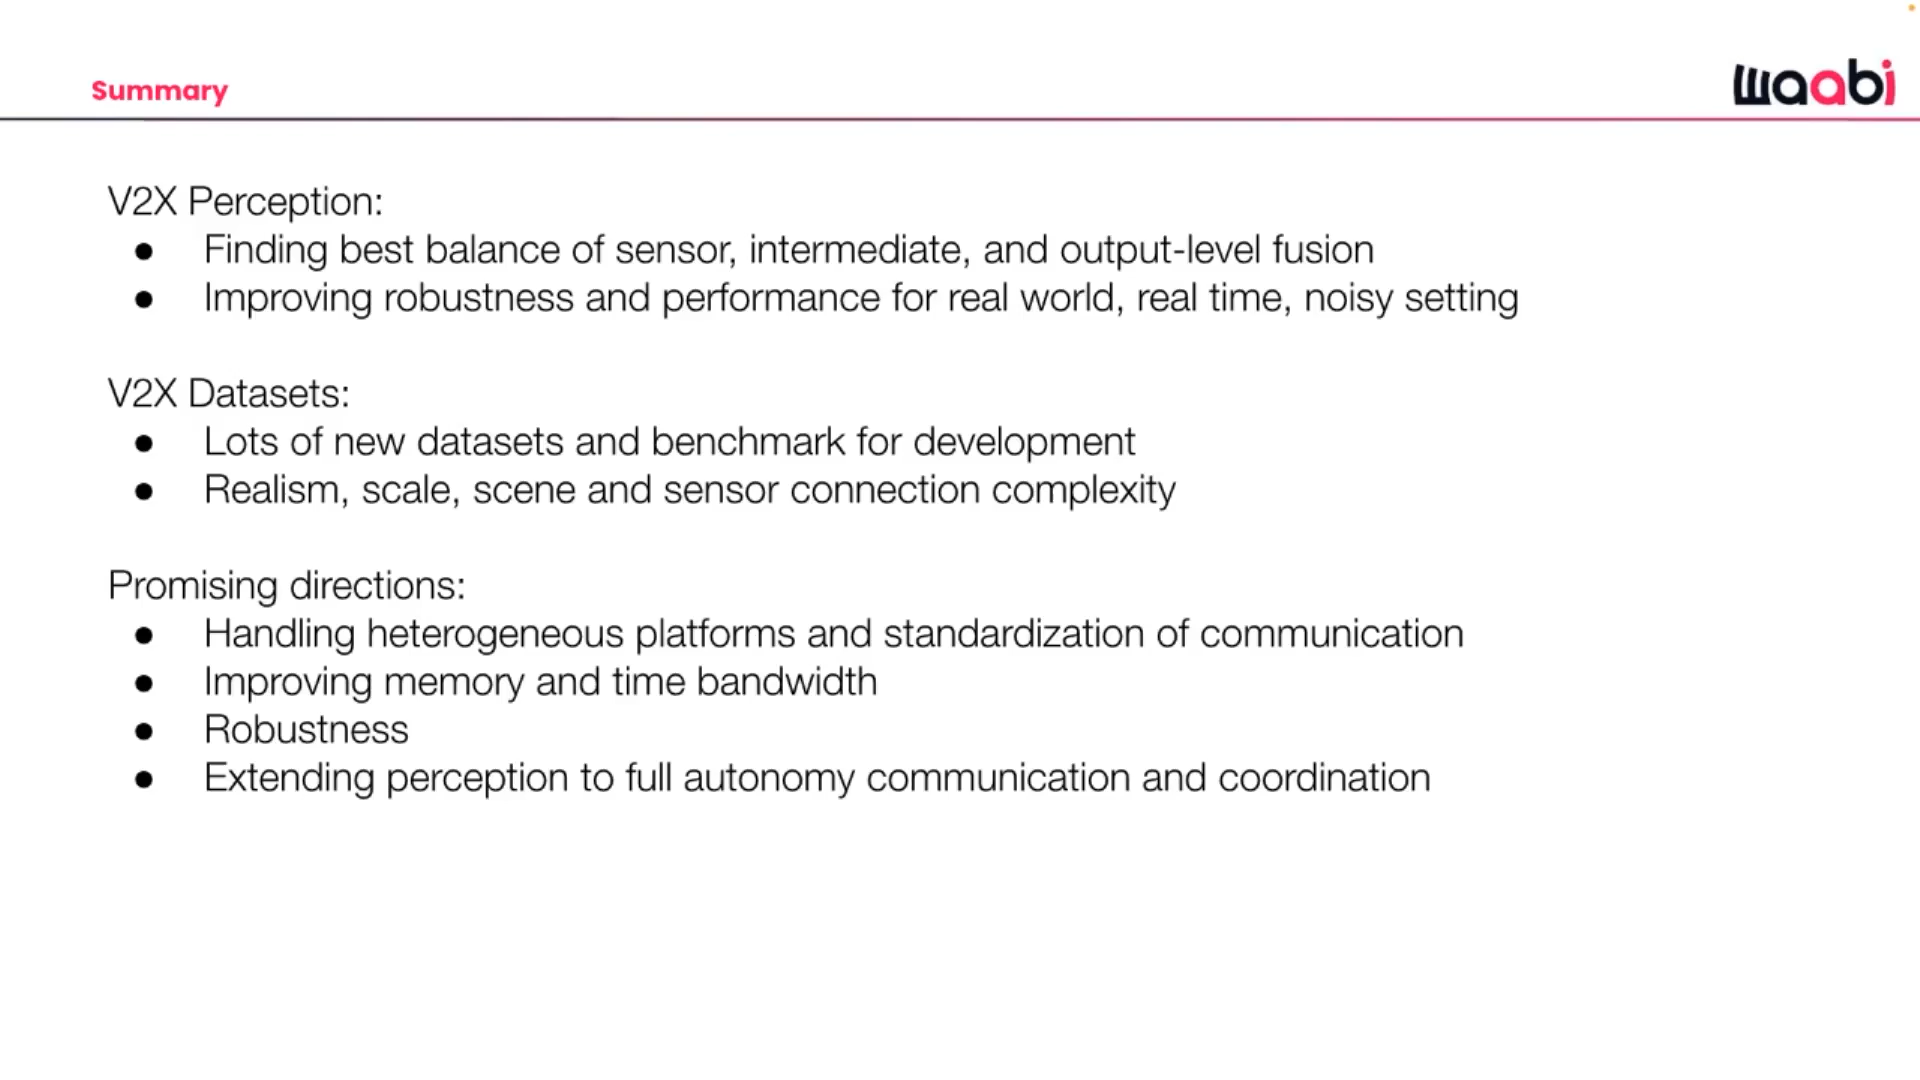 Summary
waabi
V2X Perception:
● Finding best balance of sensor, intermediate, and output-level fusion
● Improving robustness and performance for real world, real time, noisy setting
V2X Datasets:
● Lots of new datasets and benchmark for development
● Realism, scale, scene and sensor connection complexity
Promising directions:
● Handling heterogeneous platforms and standardization of communication
● Improving memory and time bandwidth
● Robustness
● Extending perception to full autonomy communication and coordination